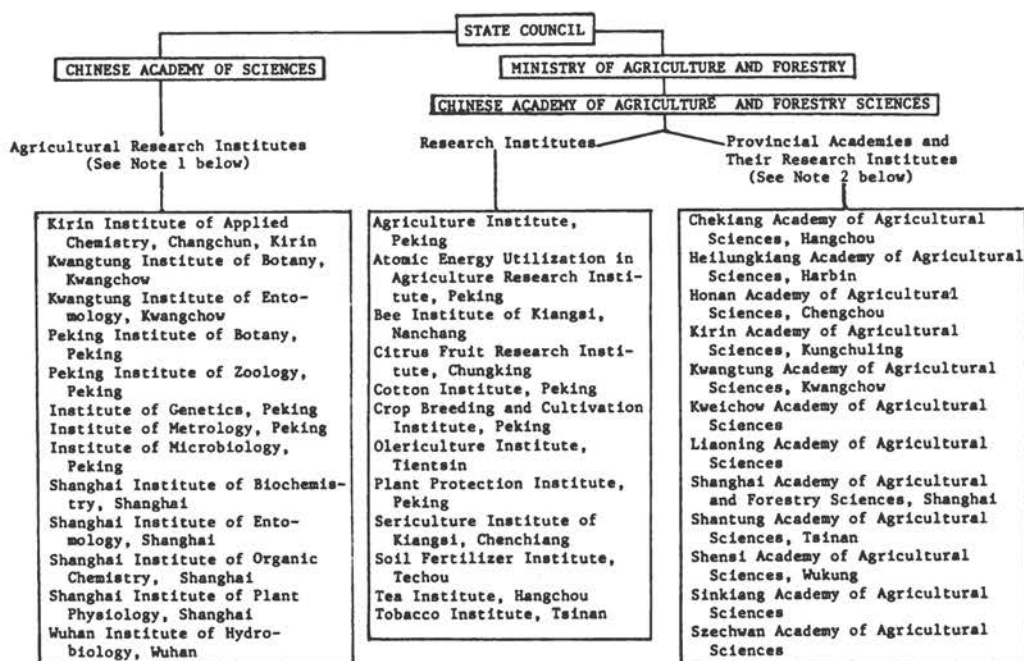 STATE COUNCIL
CHINESE ACADEMY OF SCIENCES
MINISTRY OF AGRICULTURE AND FORESTRY
CHINESE ACADEMY OF AGRICULTURE AND FORESTRY SCIENCES
Agricultural Research Institutes
(See Note 1 below)
Research Institutes
Provincial Academies and
Their Research Institutes
(See Note 2 below)
Kirin Institute of Applied
Chemistry, Changchun, Kirin
Kwangtung Institute of Botany,
Kwangchow
Kwangtung Institute of Ento-
mology, Kwangchow
Peking Institute of Botany,
Peking
Peking Institute of Zoology,
Peking
Institute of Genetics, Peking
Institute of Metrology, Peking
Institute of Microbiology,
Peking
Shanghai Institute of Biochemis-
try, Shanghai
Shanghai Institute of Ento-
mology, Shanghai
Shanghai Institute of Organic
Chemistry, Shanghai
Shanghai Institute of Plant
Physiology, Shanghai
Wuhan Institute of Hydro-
biology, Wuhan
Agriculture Institute,
Peking
Atomic Energy Utilization in
Agriculture Research Insti-
tute, Peking
Bee Institute of Kiangsi,
Nanchang
Citrus Fruit Research Insti-
tute, Chungking
Cotton Institute, Peking
Crop Breeding and Cultivation
Institute, Peking
Olericulture Institute,
Tientsin
Plant Protection Institute,
Peking
Sericulture Institute of
Kiangsi, Chenchiang
Soil Fertilizer Institute,
Techou
Tea Institute, Hangchou
Tobacco Institute, Tsinan
Chekiang Academy of Agricultural
Sciences, Hangchou
Heilungkiang Academy of Agricultural
Sciences, Harbin
Honan Academy of Agricultural
Sciences, Chengchou
Kirin Academy of Agricultural
Sciences, Kungchuling
Kwangtung Academy of Agricultural
Sciences, Kwangchow
Kweichow Academy of Agricultural
Sciences
Liaoning Academy of Agricultural
Sciences
Shanghai Academy of Agricultural
and Forestry Sciences, Shanghai
Shantung Academy of Agricultural
Sciences, Tsinan
Shensi Academy of Agricultural
Sciences, Wukung
Sinkiang Academy of Agricultural
Sciences
Szechwan Academy of Agricultural
Sciences